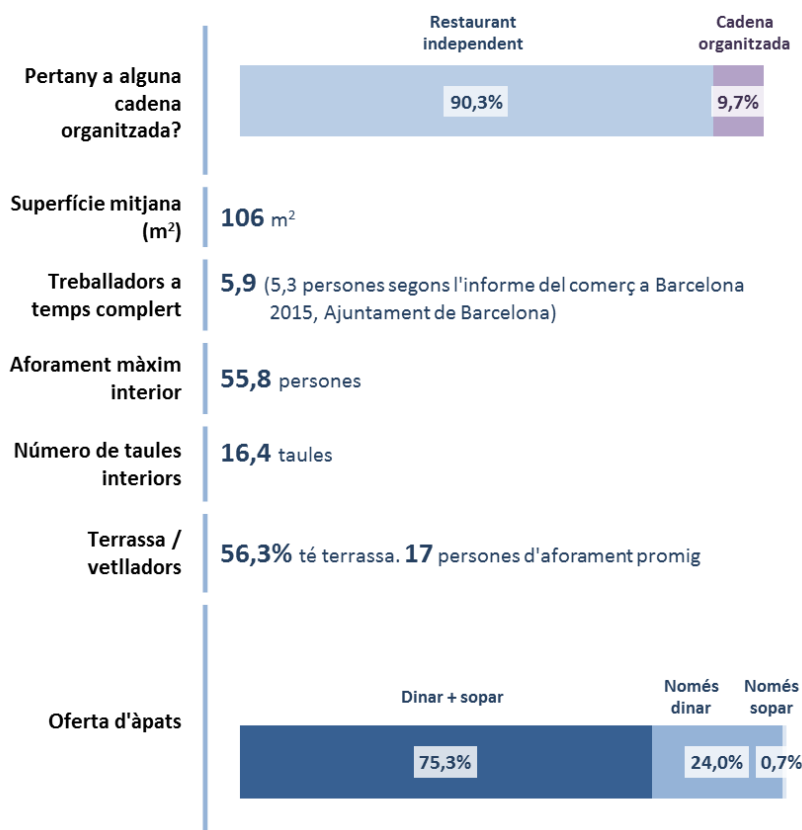 Restaurant
independent
Cadena
organitzada
Pertany a alguna
cadena
organitzada?
90,3%
9,7%
Superfície mitjana
(m²)
106 m²
Treballadors a
temps complert
5,9 (5,3 persones segons l'informe del comerç a Barcelona
2015, Ajuntament de Barcelona)
Aforament màxim
interior
55,8 persones
Número de taules
interiors
16,4 taules
Terrassa /
vetlladors
56,3% té terrassa. 17 persones d'aforament promig
Oferta d'àpats
Dinar + sopar
Només
dinar
Només
sopar
75,3%
24,0%
0,7%